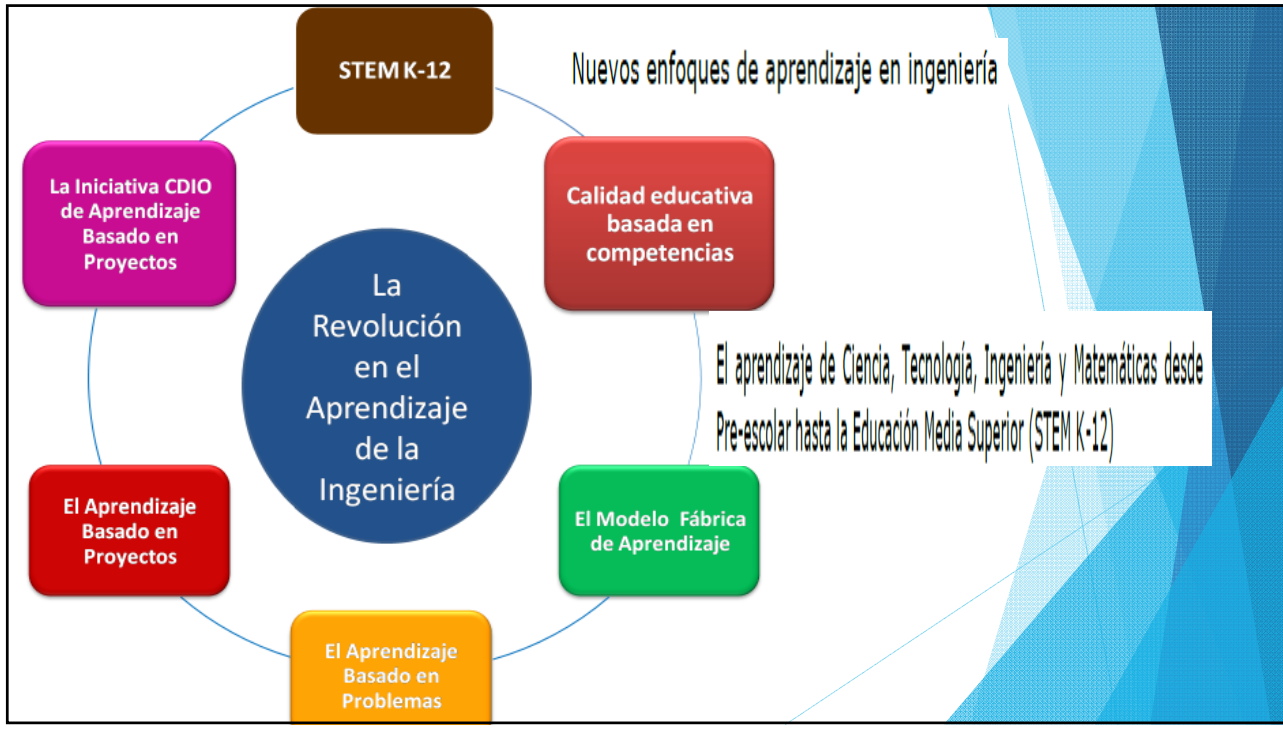 STEM K-12
Nuevos enfoques de aprendizaje en ingeniería
La Iniciativa CDIO
de Aprendizaje
Basado en
Proyectos
Calidad educativa
basada en
competencias
La
Revolución
en el
Aprendizaje
de la
Ingeniería
El aprendizaje de Ciencia, Tecnología, Ingeniería y Matemáticas desde
Pre-escolar hasta la Educación Media Superior (STEM K-12)
El Aprendizaje
Basado en
Proyectos
El Modelo Fábrica
de Aprendizaje
El Aprendizaje
Basado en
Problemas